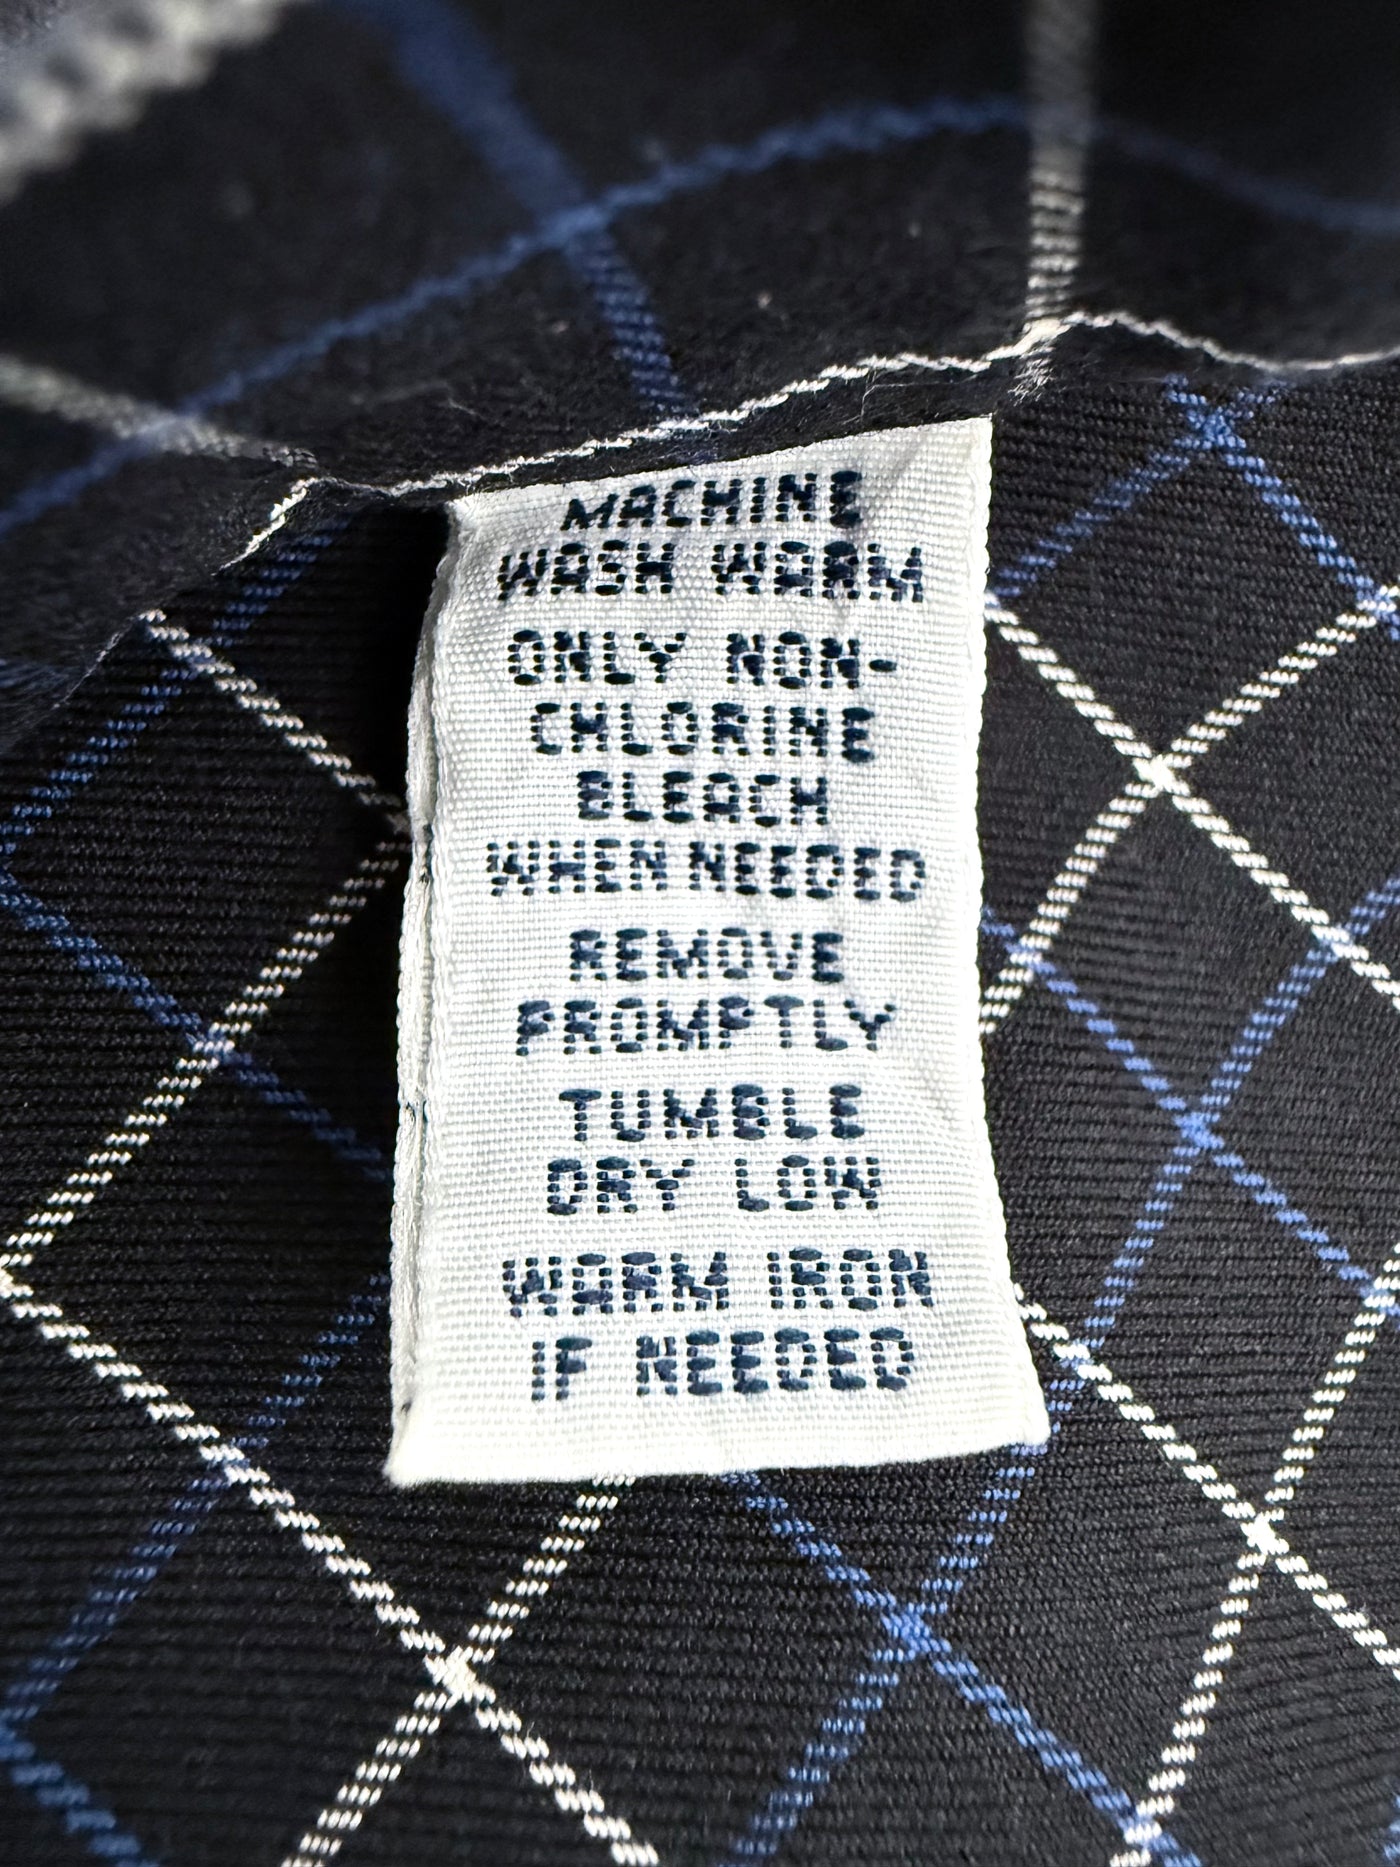 MACHINE
WASH WARM
ONLY NON-
CHLORINE
BLEACH
WHEN NEEDED
REMOVE
PROMPTLY
TUMBLE
DRY LOW
WARM IRON
IF NEEDED